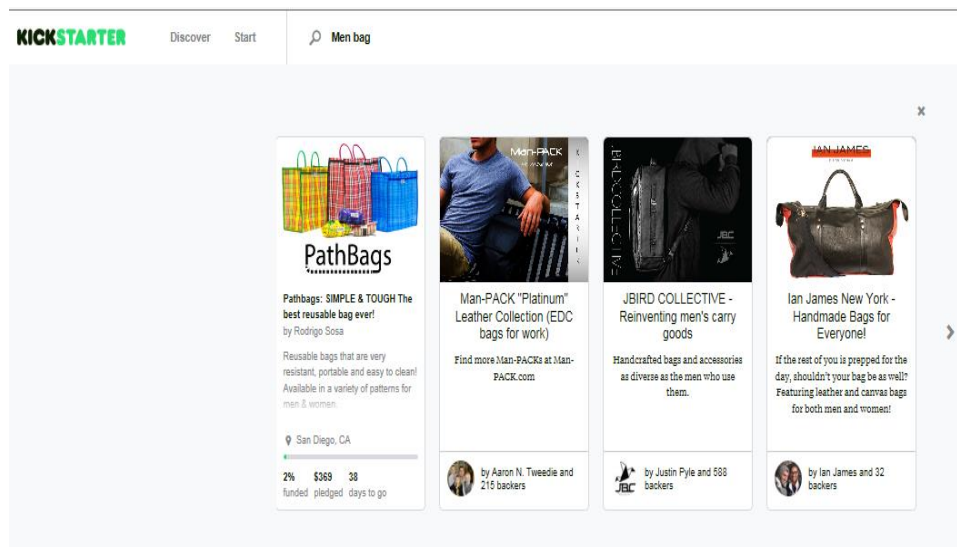 KICKSTARTER Discover Start Men bag
x
PathBags
Pathbags: SIMPLE & TOUGH The
best reusable bag ever!
by Rodrigo Sosa
Reusable bags that are very
resistant, portable and easy to clean!
Available in a variety of patterns for
men & women.
San Diego, CA
2% $369 38
funded pledged days to go
Man-PACK
KICKSTARTER
Man-PACK "Platinum"
Leather Collection (EDC
bags for work)
Find more Man-PACKs at Man-
PACK.com
by Aaron N. Tweedie and
215 backers
JBIRD COLLECTIVE
JBC
JBIRD COLLECTIVE -
Reinventing men's carry
goods
Handcrafted bags and accessories
as diverse as the men who use
them.
JBC
by Justin Pyle and 588
backers
IAN JAMES
Ian James New York -
Handmade Bags for
Everyone!
If the rest of you is prepped for the
day, shouldn't your bag be as well?
Featuring leather and canvas bags
for both men and women!
by Ian James and 32
backers